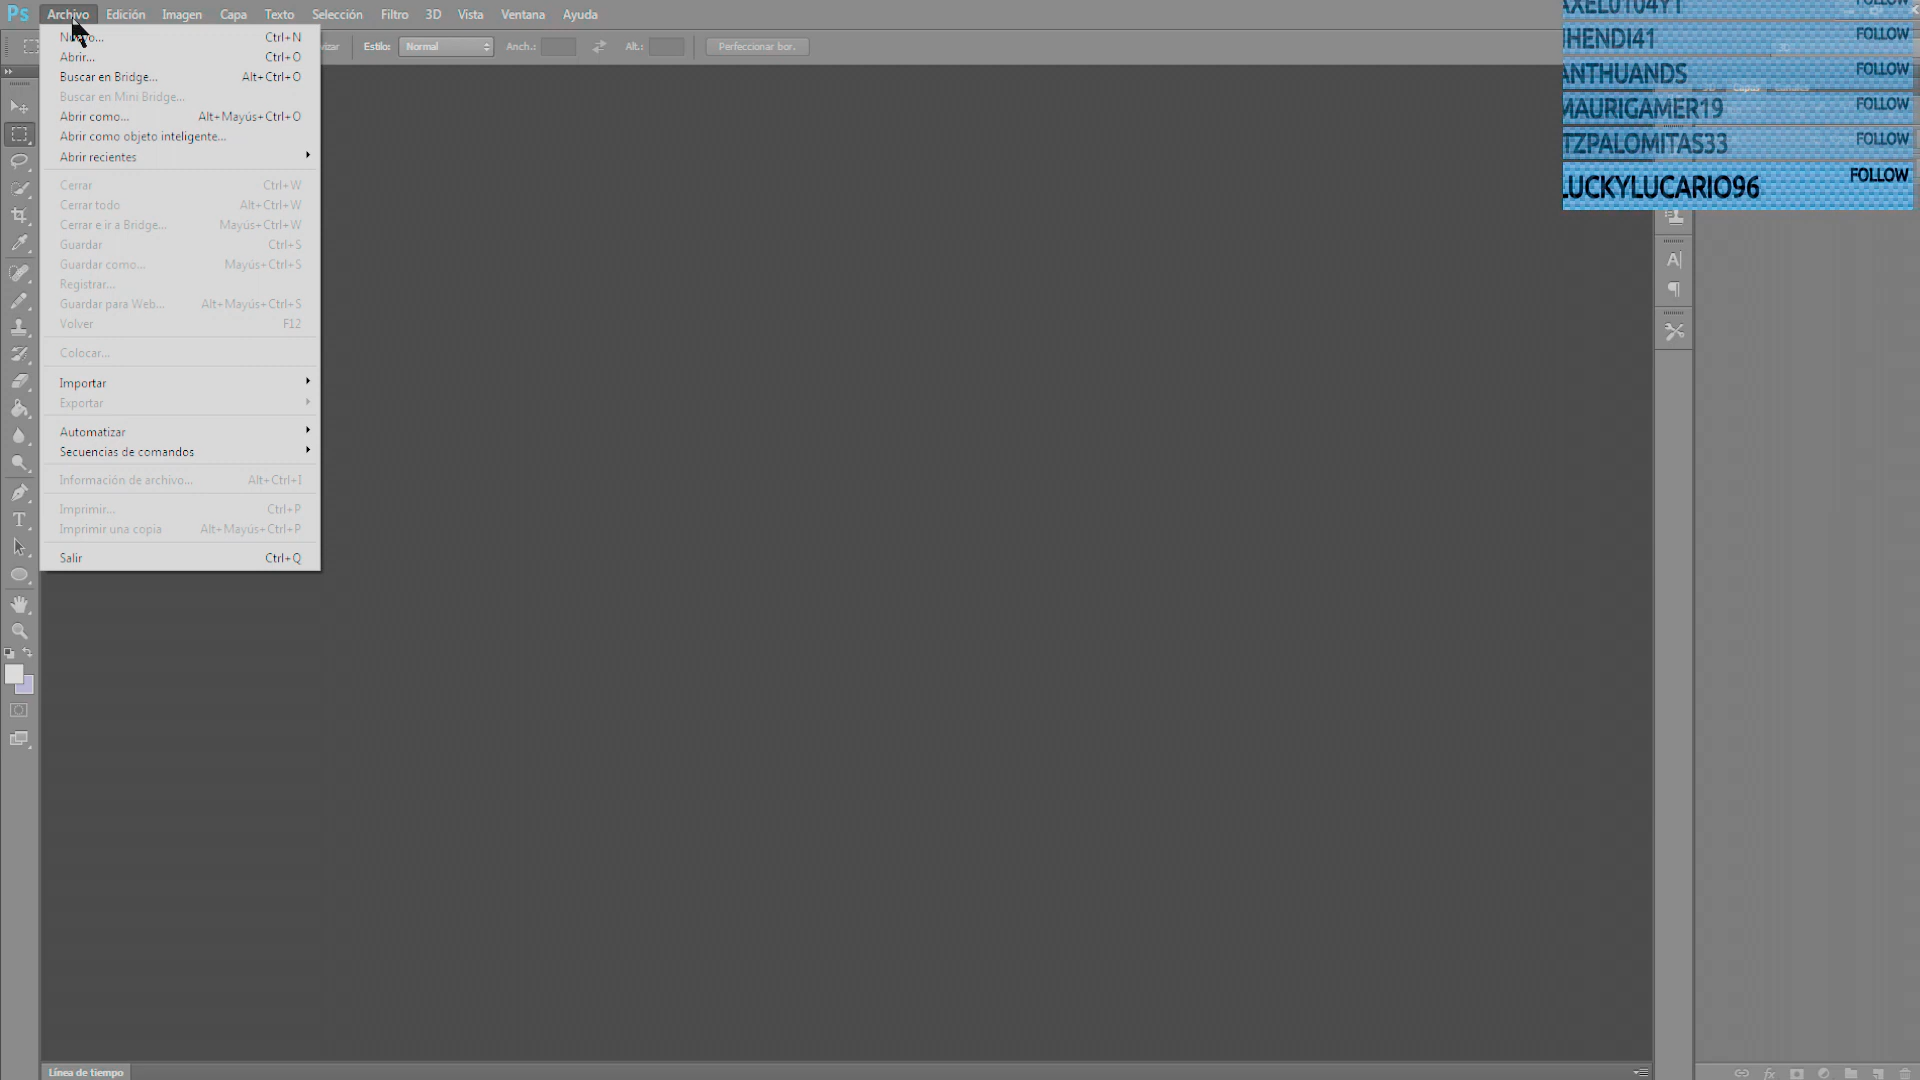 Ps Archivo Edición Imagen Capa Texto Selección Filtro 3D Vista Ventana Ayuda
Estilo: Normal Anch.: Alt.: Perfeccionar bor.
Nuevo... Ctrl+N
Abrir... Ctrl+O
Buscar en Bridge... Alt+Ctrl+O
Buscar en Mini Bridge...
Abrir como... Alt+Mayús+Ctrl+O
Abrir como objeto inteligente...
Abrir recientes
Cerrar Ctrl+W
Cerrar todo Alt+Ctrl+W
Cerrar e ir a Bridge... Mayús+Ctrl+W
Guardar Ctrl+S
Guardar como... Mayús+Ctrl+S
Registrar...
Guardar para Web... Alt+Mayús+Ctrl+S
Volver F12
Colocar...
Importar
Exportar
Automatizar
Secuencias de comandos
Información de archivo... Alt+Ctrl+I
Imprimir... Ctrl+P
Imprimir una copia Alt+Mayús+Ctrl+P
Salir Ctrl+Q
FOLLOW
HENDI41 FOLLOW
ANTHUANDS FOLLOW
MAURIGAMER19 FOLLOW
TZPALOMITAS33 FOLLOW
LUCKYLUCARIO96 FOLLOW
Capas
Línea de tiempo